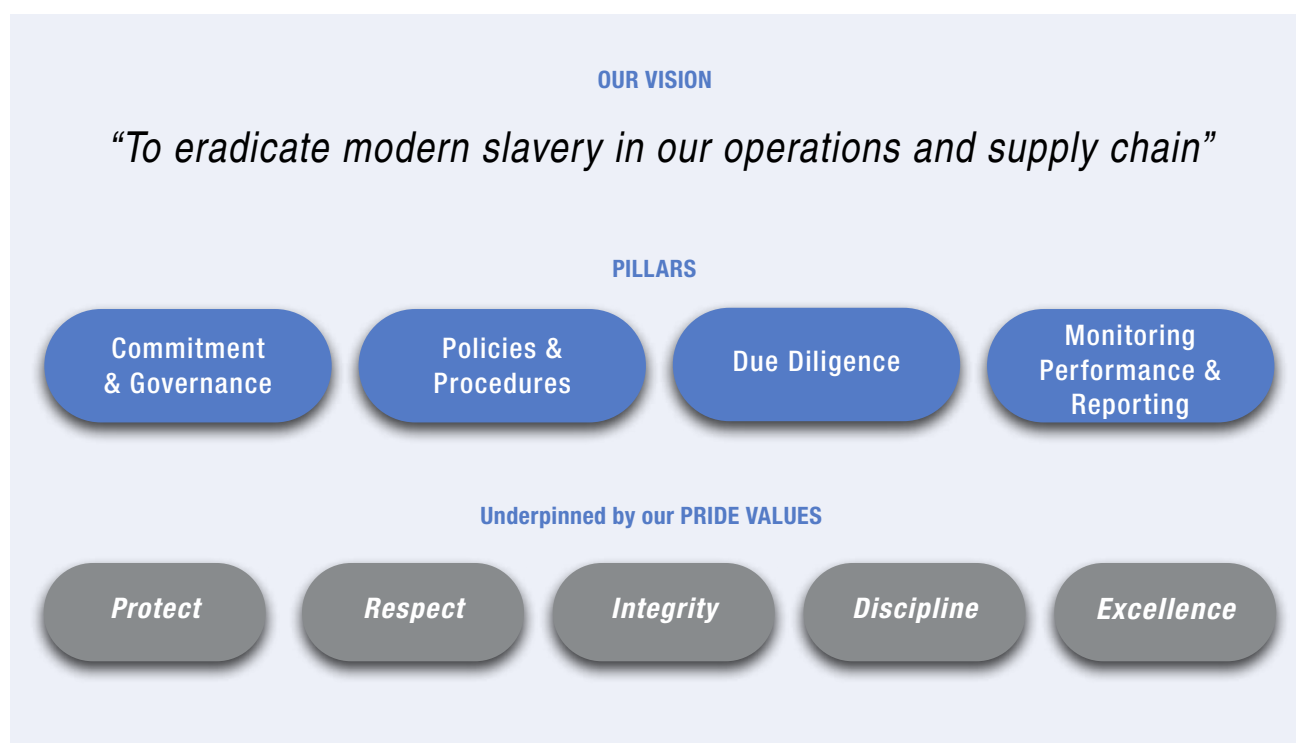 OUR VISION
“To eradicate modern slavery in our operations and supply chain”
PILLARS
Commitment
& Governance
Policies &
Procedures
Due Diligence
Monitoring
Performance &
Reporting
Underpinned by our PRIDE VALUES
Protect
Respect
Integrity
Discipline
Excellence